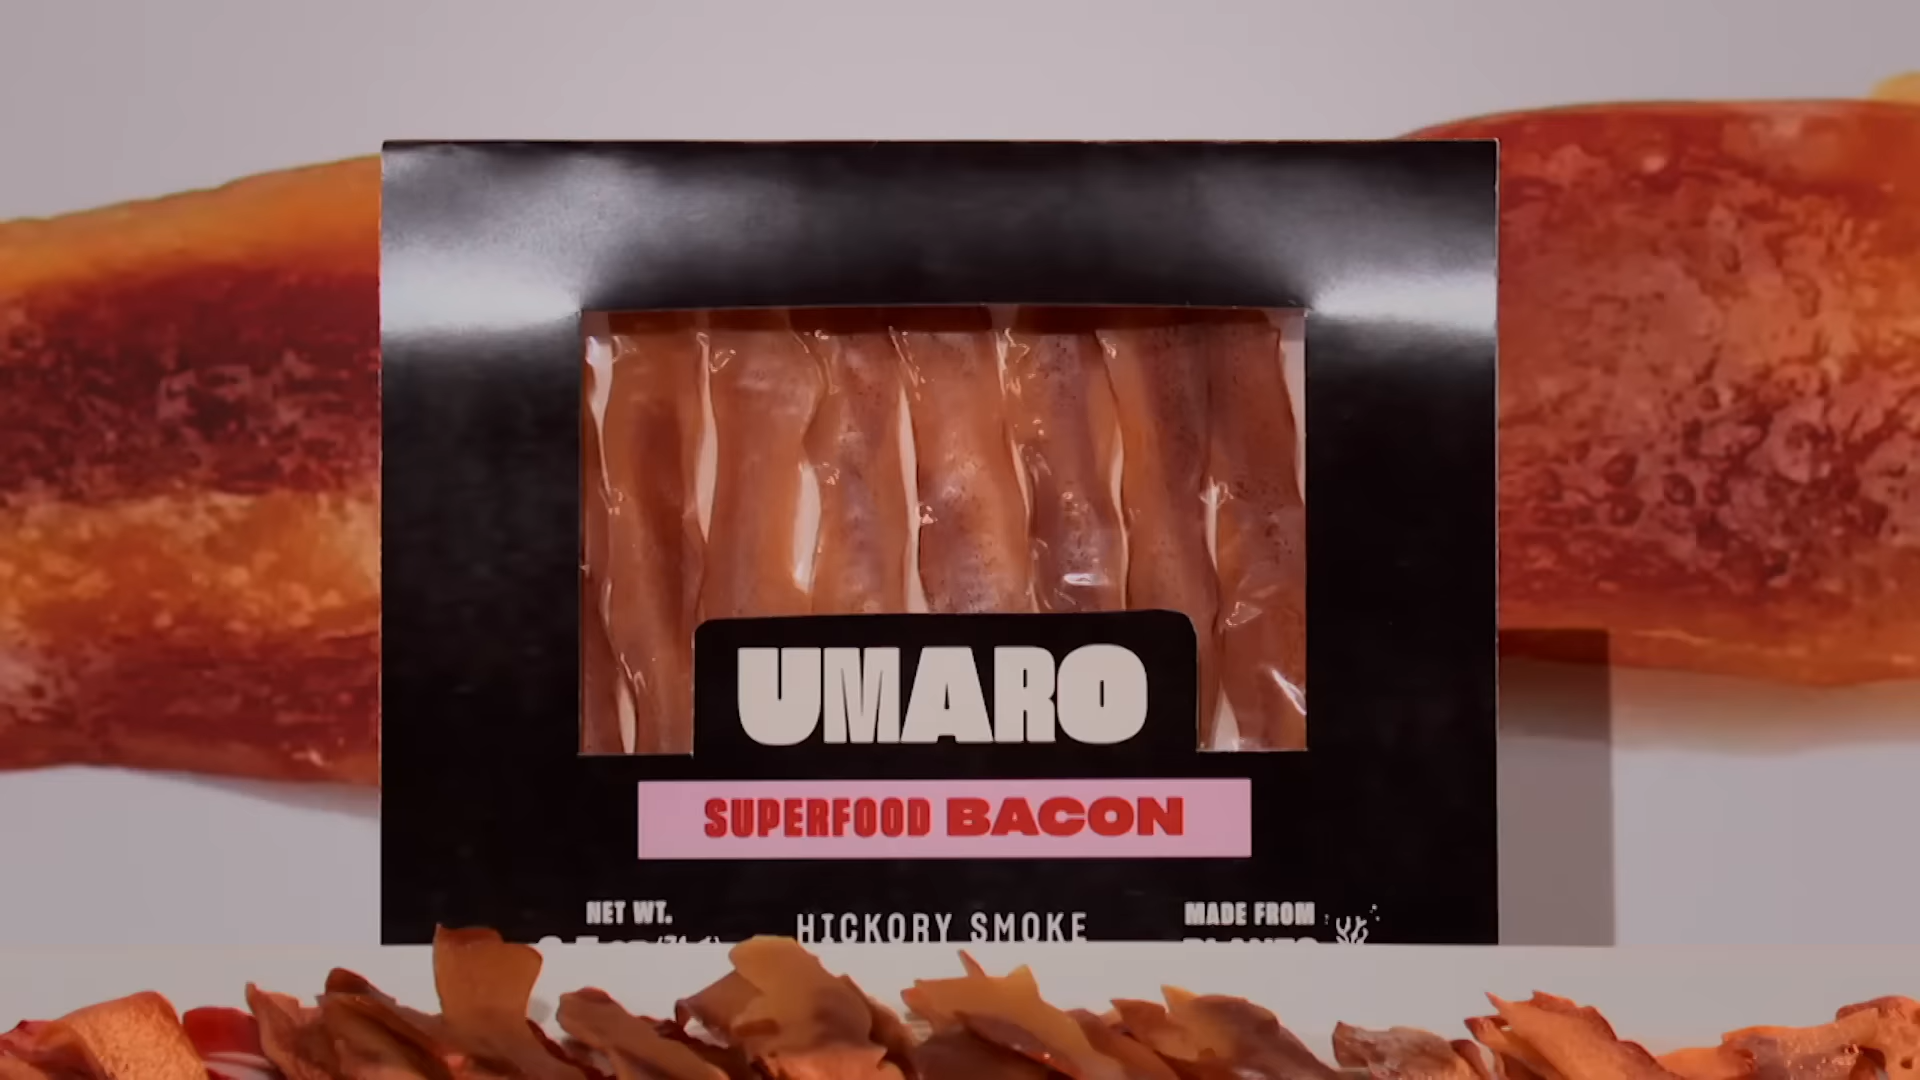 UMARO
SUPERFOOD BACON
NET WT.
HICKORY SMOKE
MADE FROM